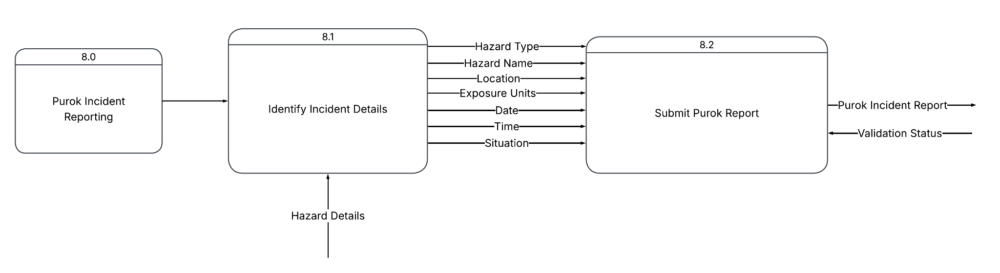 8.0
Purok Incident
Reporting
8.1
Identify Incident Details
Hazard Details
Hazard Type
Hazard Name
Location
Exposure Units
Date
Time
Situation
8.2
Submit Purok Report
Purok Incident Report
Validation Status